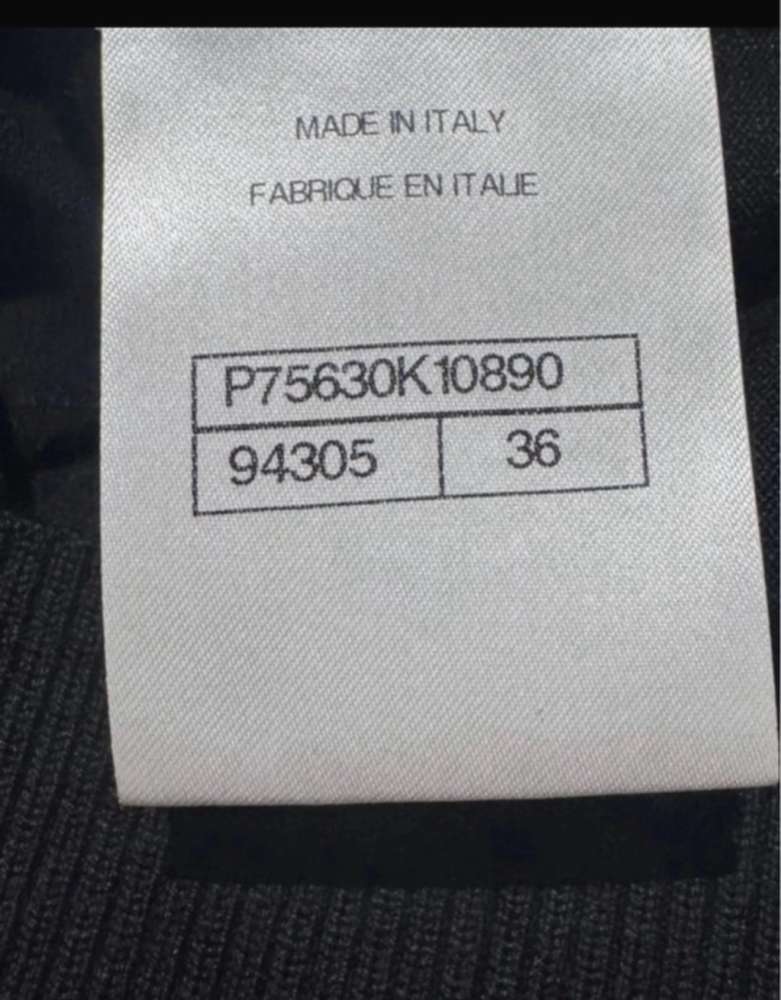 MADE IN ITALY
FABRIQUE EN ITALIE
P75630K10890
94305 36